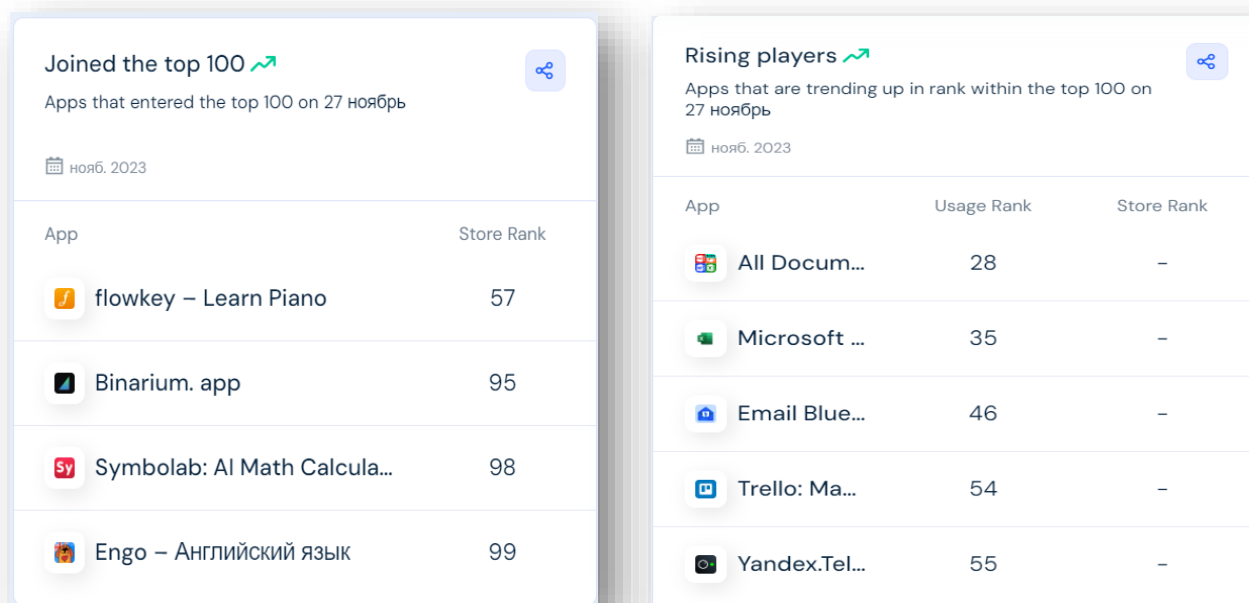 Joined the top 100
Apps that entered the top 100 on 27 ноябрь
нояб. 2023
App Store Rank
flowkey – Learn Piano 57
Binarium. app 95
Sy Symbolab: AI Math Calcula... 98
Engo – Английский язык 99
Rising players
Apps that are trending up in rank within the top 100 on
27 ноябрь
нояб. 2023
App Usage Rank Store Rank
All Docum... 28 –
Microsoft ... 35 –
Email Blue... 46 –
Trello: Ma... 54 –
Yandex.Tel... 55 –